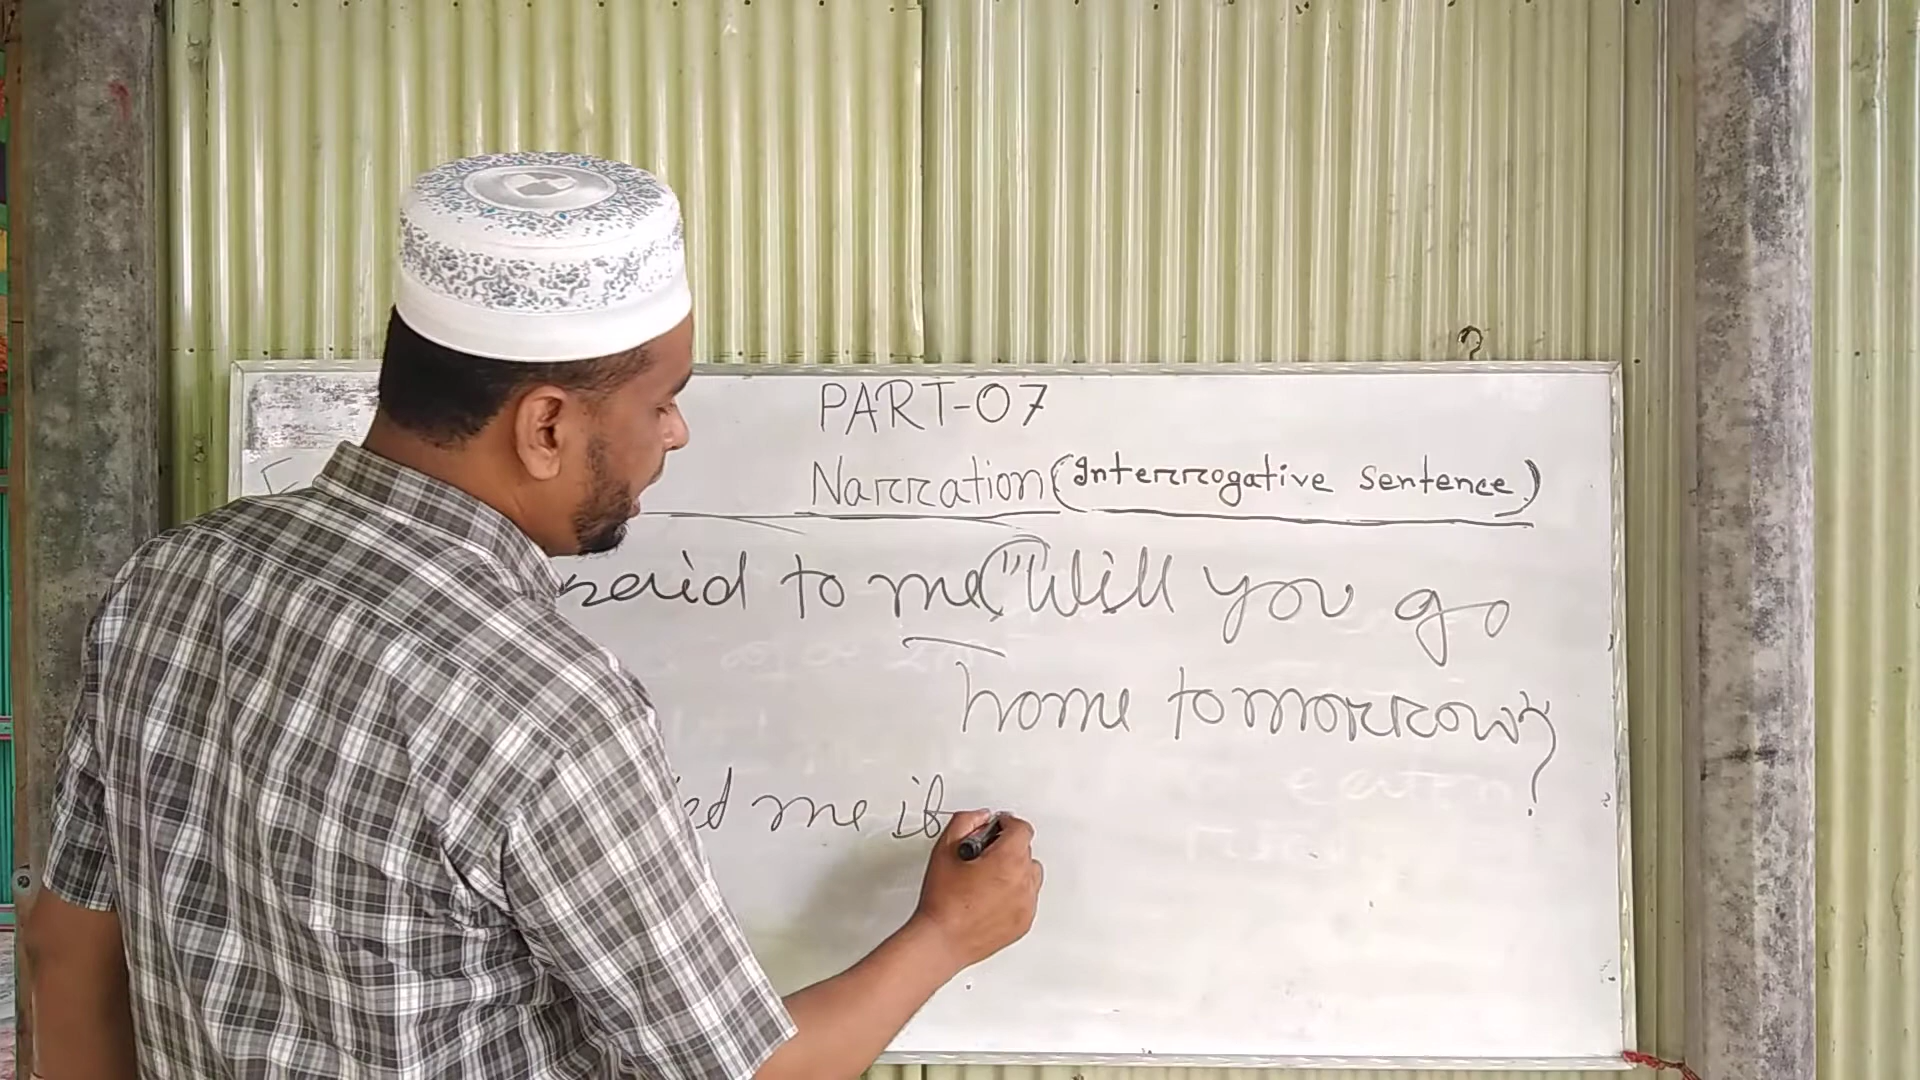 PART-07
Narration (Interrogative sentence)
said to me, "Will you go
home tomorrow"?
me if